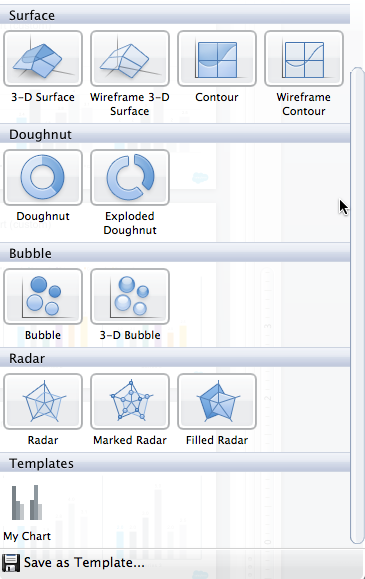 Surface
3-D Surface
Wireframe 3-D
Surface
Contour
Wireframe
Contour
Doughnut
Doughnut
Exploded
Doughnut
Bubble
Bubble
3-D Bubble
Radar
Radar
Marked Radar
Filled Radar
Templates
My Chart
Save as Template...